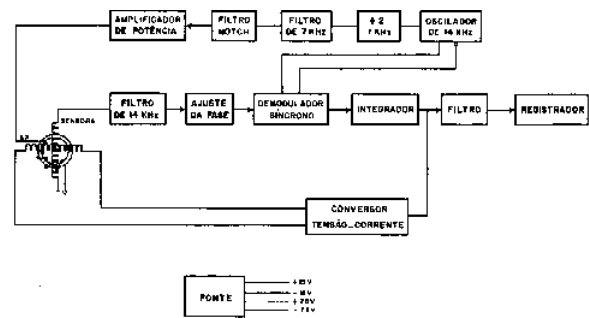 AMPLIFICADOR
DE POTÊNCIA
FILTRO
NOTCH
FILTRO
DE 7 KHz
÷ 2
7 KHz
OSCILADOR
DE 14 KHz
SENSORA
FILTRO
DE 14 KHz
AJUSTE
DA FASE
DEMODULADOR
SÍNCRONO
INTEGRADOR
FILTRO
REGISTRADOR
CONVERSOR
TENSÃO_CORRENTE
FONTE
+15V